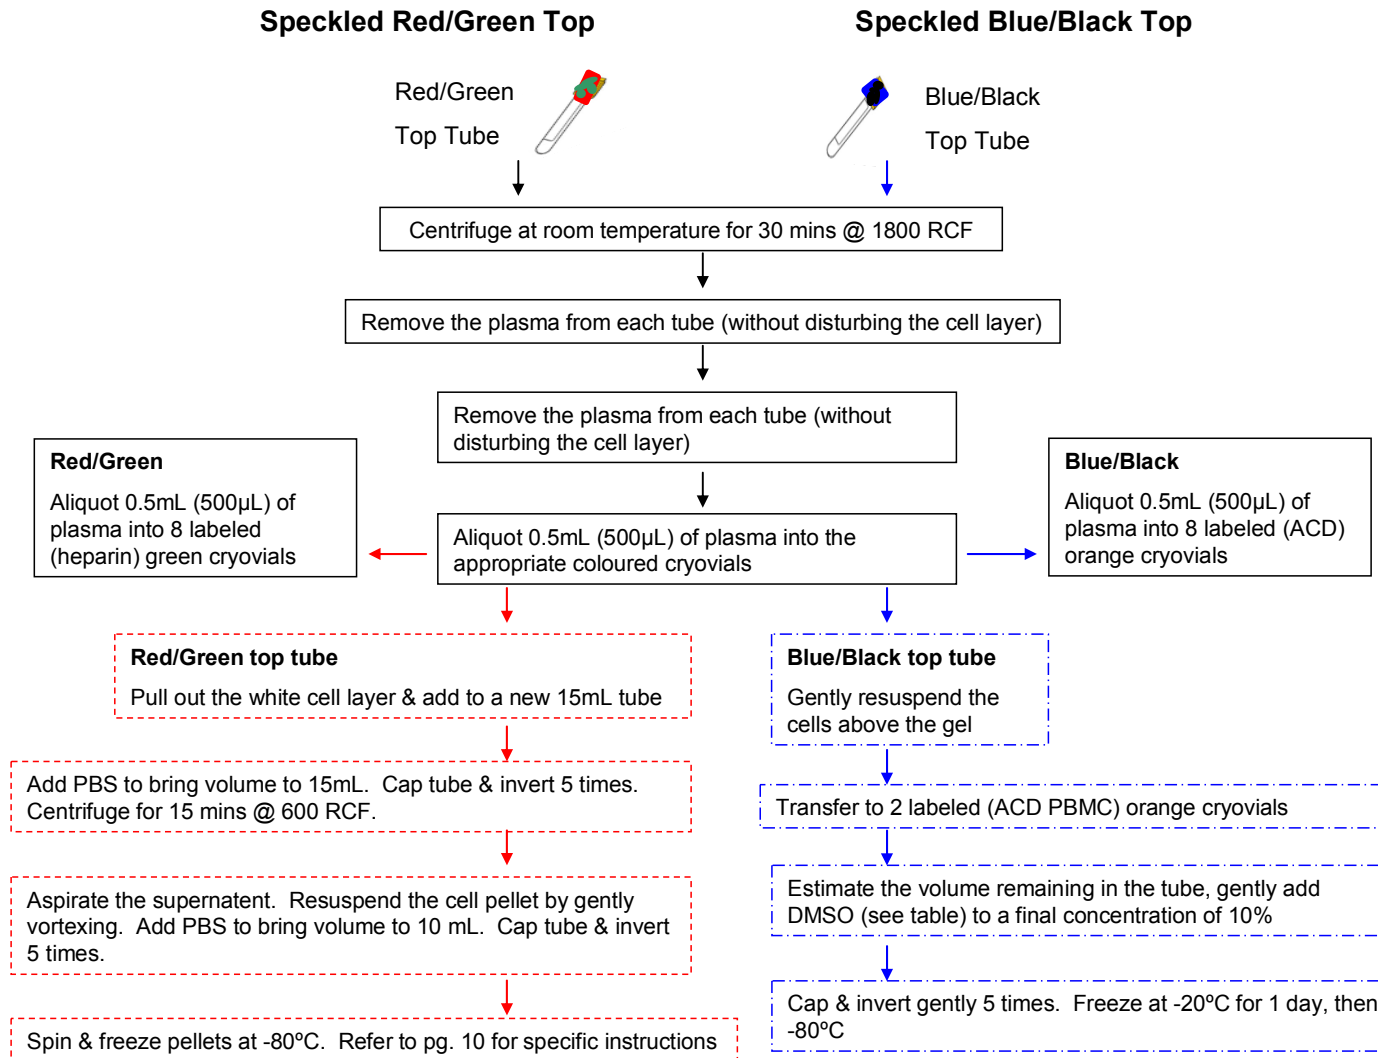 Speckled Red/Green Top
Speckled Blue/Black Top
Red/Green
Top Tube
Blue/Black
Top Tube
Centrifuge at room temperature for 30 mins @ 1800 RCF
Remove the plasma from each tube (without disturbing the cell layer)
Remove the plasma from each tube (without
disturbing the cell layer)
Red/Green
Aliquot 0.5mL (500µL) of
plasma into 8 labeled
(heparin) green cryovials
Blue/Black
Aliquot 0.5mL (500µL) of
plasma into 8 labeled (ACD)
orange cryovials
Aliquot 0.5mL (500µL) of plasma into the
appropriate coloured cryovials
Red/Green top tube
Pull out the white cell layer & add to a new 15mL tube
Blue/Black top tube
Gently resuspend the
cells above the gel
Add PBS to bring volume to 15mL.  Cap tube & invert 5 times.
Centrifuge for 15 mins @ 600 RCF.
Transfer to 2 labeled (ACD PBMC) orange cryovials
Aspirate the supernatent.  Resuspend the cell pellet by gently
vortexing.  Add PBS to bring volume to 10 mL.  Cap tube & invert
5 times.
Estimate the volume remaining in the tube, gently add
DMSO (see table) to a final concentration of 10%
Spin & freeze pellets at -80ºC.  Refer to pg. 10 for specific instructions
Cap & invert gently 5 times.  Freeze at -20ºC for 1 day, then
-80ºC